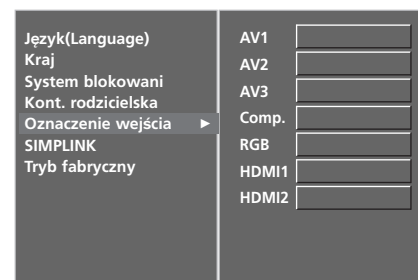 Język(Language)
Kraj
System blokowani
Kont. rodzicielska
Oznaczenie wejścia ►
SIMPLINK
Tryb fabryczny
AV1
AV2
AV3
Comp.
RGB
HDMI1
HDMI2